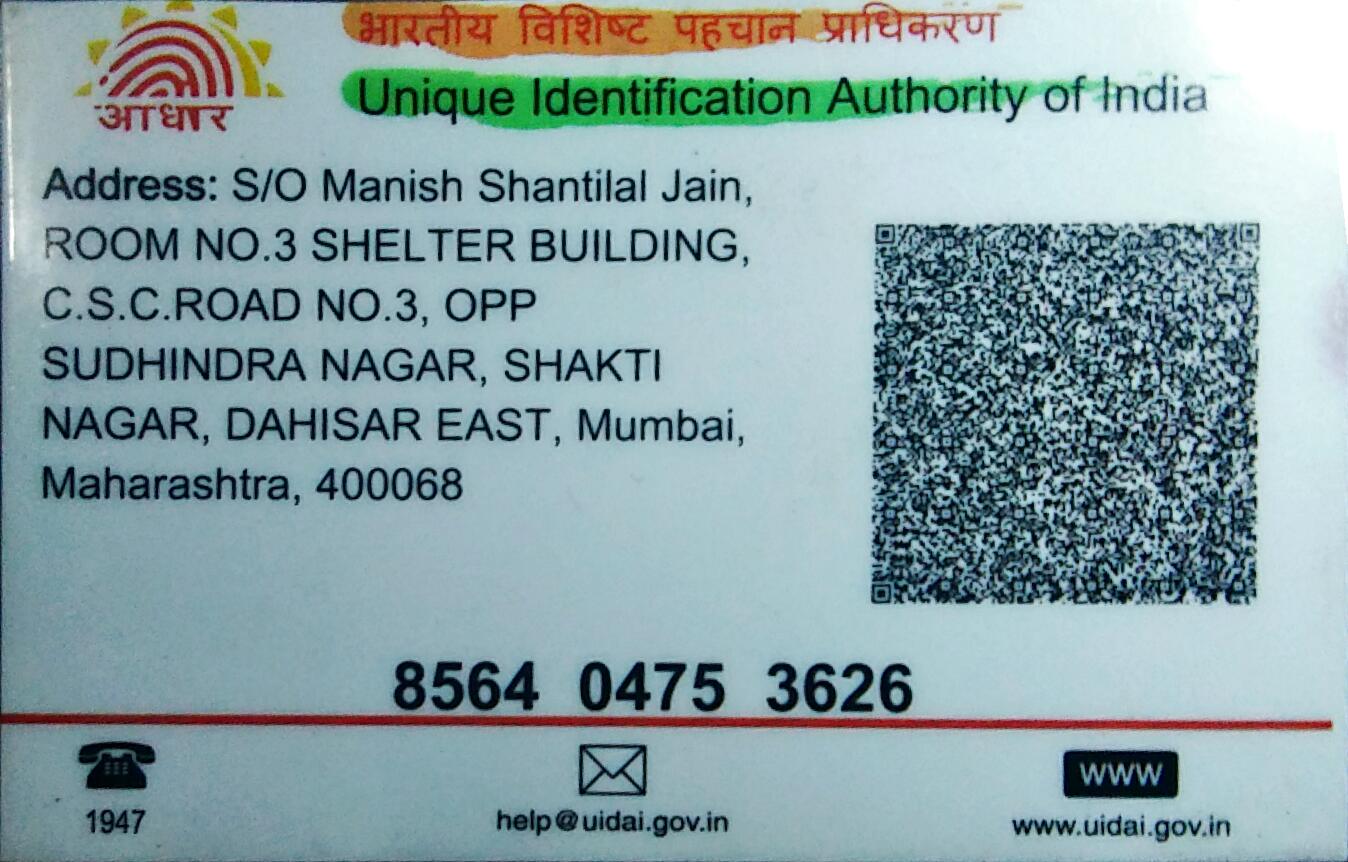 भारतीय विशिष्ट पहचान प्राधिकरण
Unique Identification Authority of India
आधार
Address: S/O Manish Shantilal Jain,
ROOM NO.3 SHELTER BUILDING,
C.S.C.ROAD NO.3, OPP
SUDHINDRA NAGAR, SHAKTI
NAGAR, DAHISAR EAST, Mumbai,
Maharashtra, 400068
8564 0475 3626
WWW
1947
help@uidai.gov.in
www.uidai.gov.in